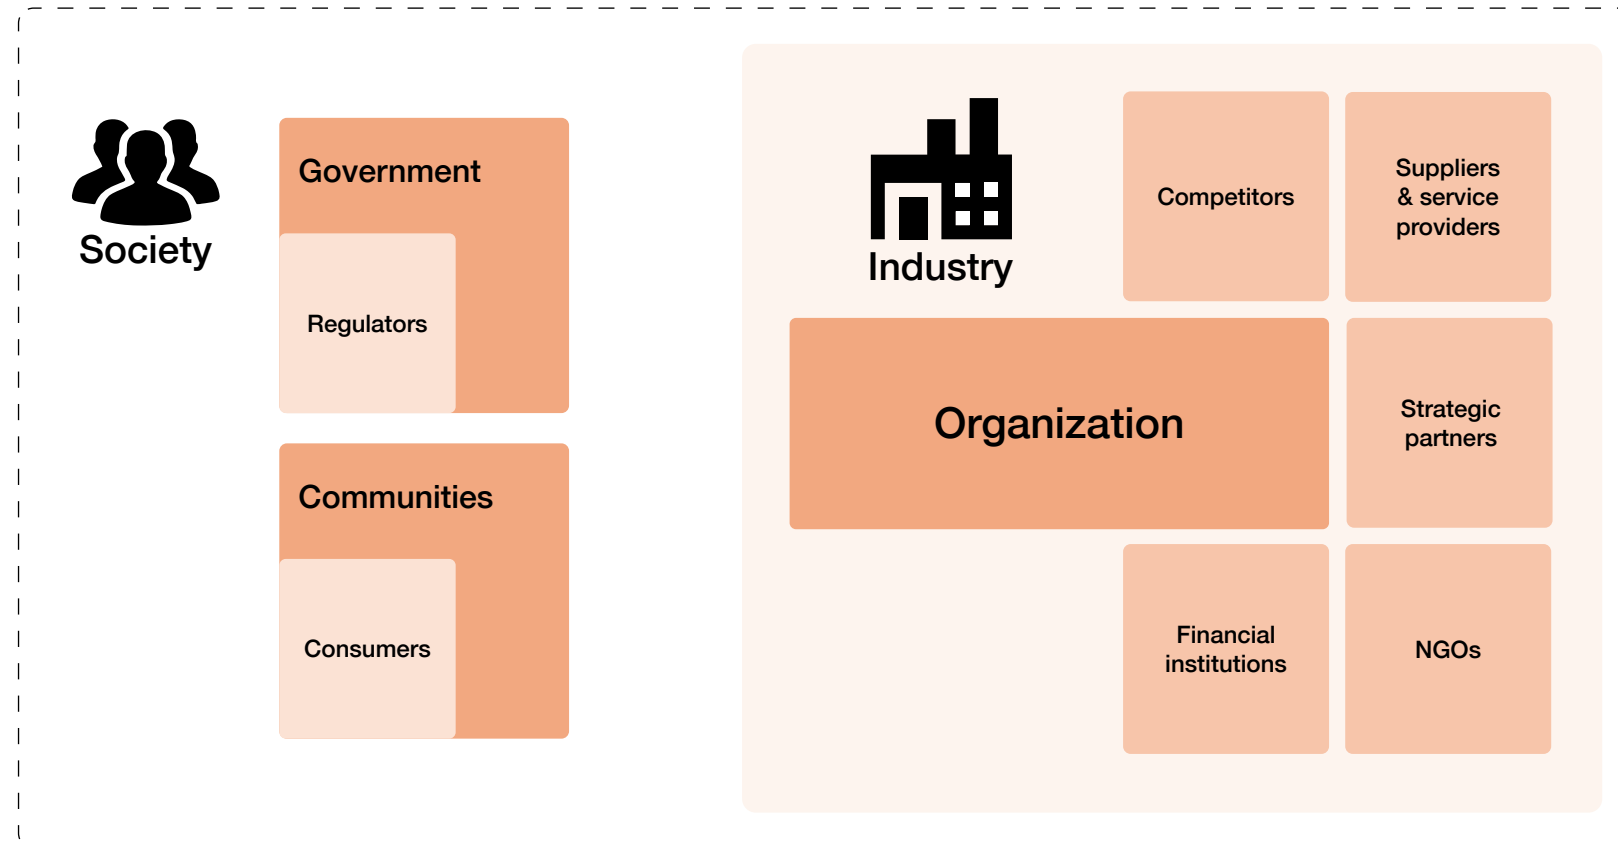 Society
Government
Regulators
Communities
Consumers
Industry
Competitors
Suppliers
& service
providers
Organization
Strategic
partners
Financial
institutions
NGOs